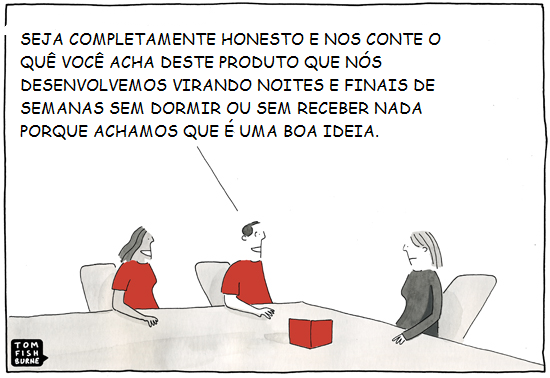 SEJA COMPLETAMENTE HONESTO E NOS CONTE O
QUÊ VOCÊ ACHA DESTE PRODUTO QUE NÓS
DESENVOLVEMOS VIRANDO NOITES E FINAIS DE
SEMANAS SEM DORMIR OU SEM RECEBER NADA
PORQUE ACHAMOS QUE É UMA BOA IDEIA.
TOM
FISH
BURNE